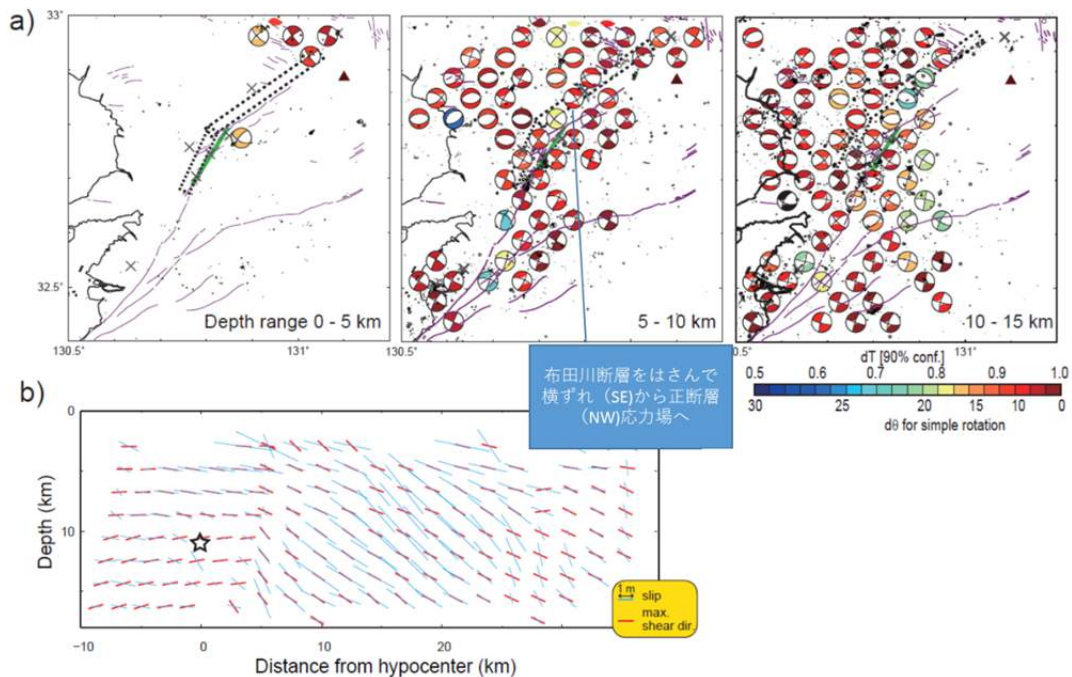 a)
33°
32.5°
130.5°
131°
Depth range 0 - 5 km
130.5°
5 - 10 km
0.5°
131°
10 - 15 km
dT [90% conf.]
0.5 0.6 0.7 0.8 0.9 1.0
30 25 20 15 10 0
dθ for simple rotation
布田川断層をはさんで
横ずれ（SE)から正断層
（NW)応力場へ
b)
0
10
Depth (km)
-10 0 10 20
Distance from hypocenter (km)
1 m
slip
max.
shear dir.